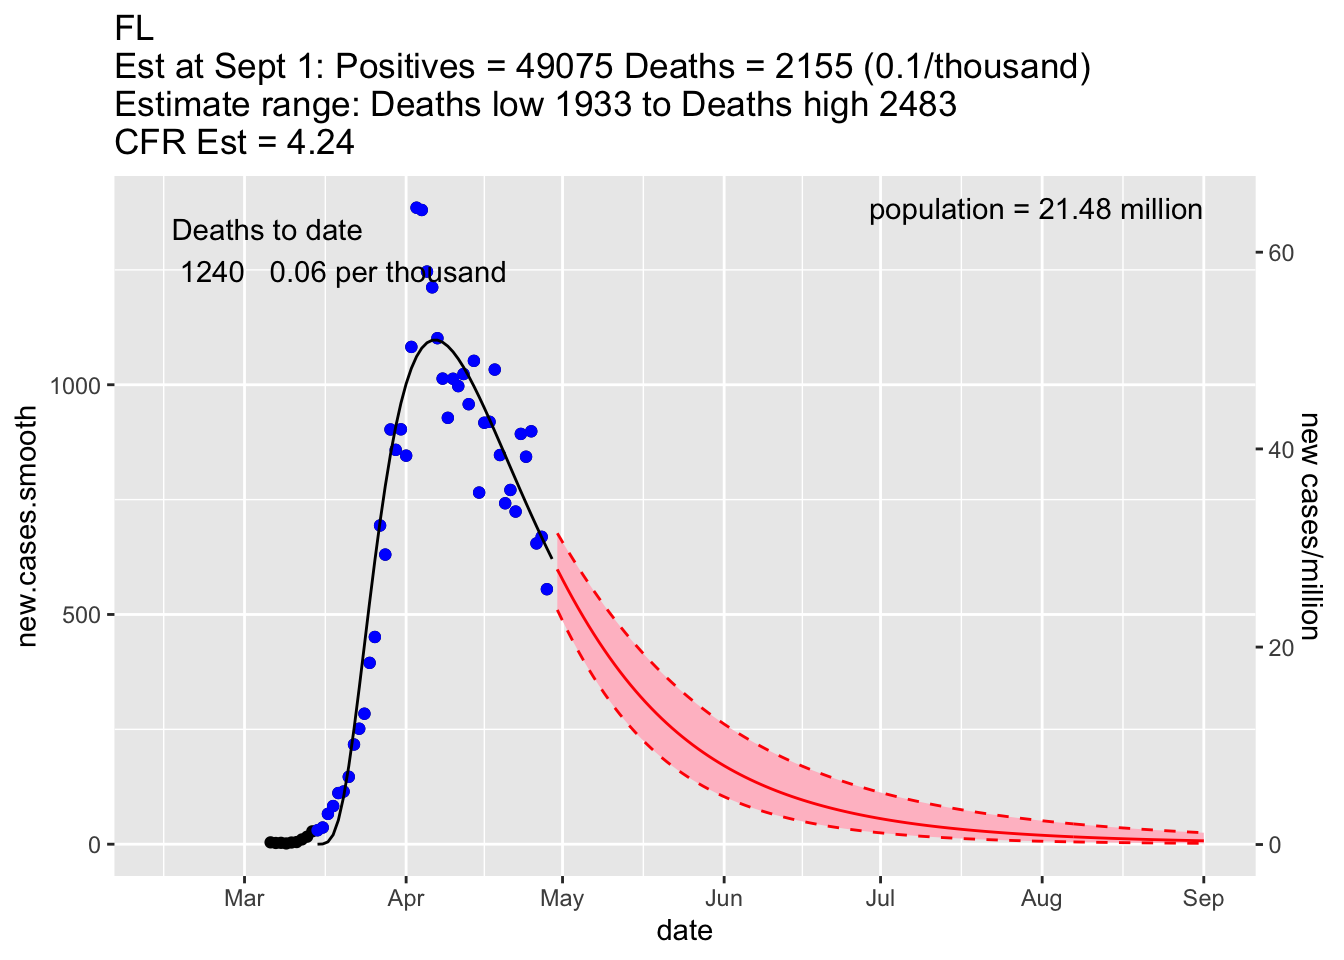 FL
Est at Sept 1: Positives = 49075 Deaths = 2155 (0.1/thousand)
Estimate range: Deaths low 1933 to Deaths high 2483
CFR Est = 4.24
population = 21.48 million
Deaths to date
1240 0.06 per thousand
new.cases.smooth
1000
500
0
60
40
20
0
new cases/million
Mar Apr May Jun Jul Aug Sep
date